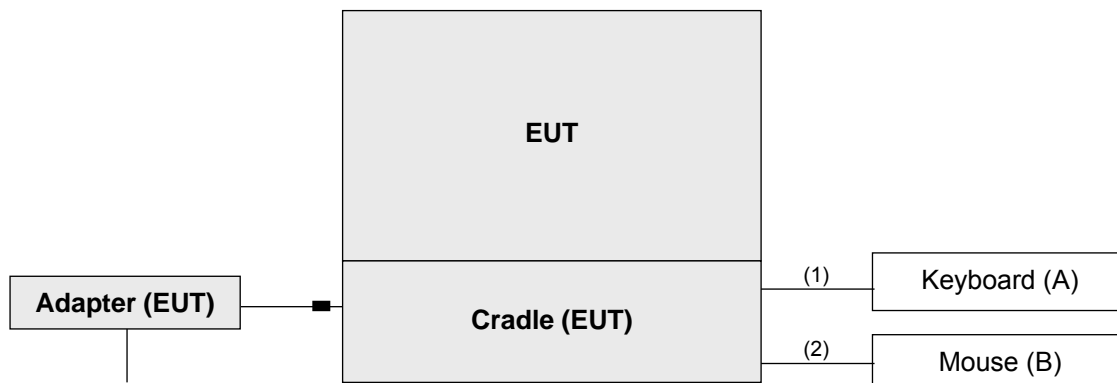 EUT
(1)
Keyboard (A)
Adapter (EUT)
Cradle (EUT)
(2)
Mouse (B)